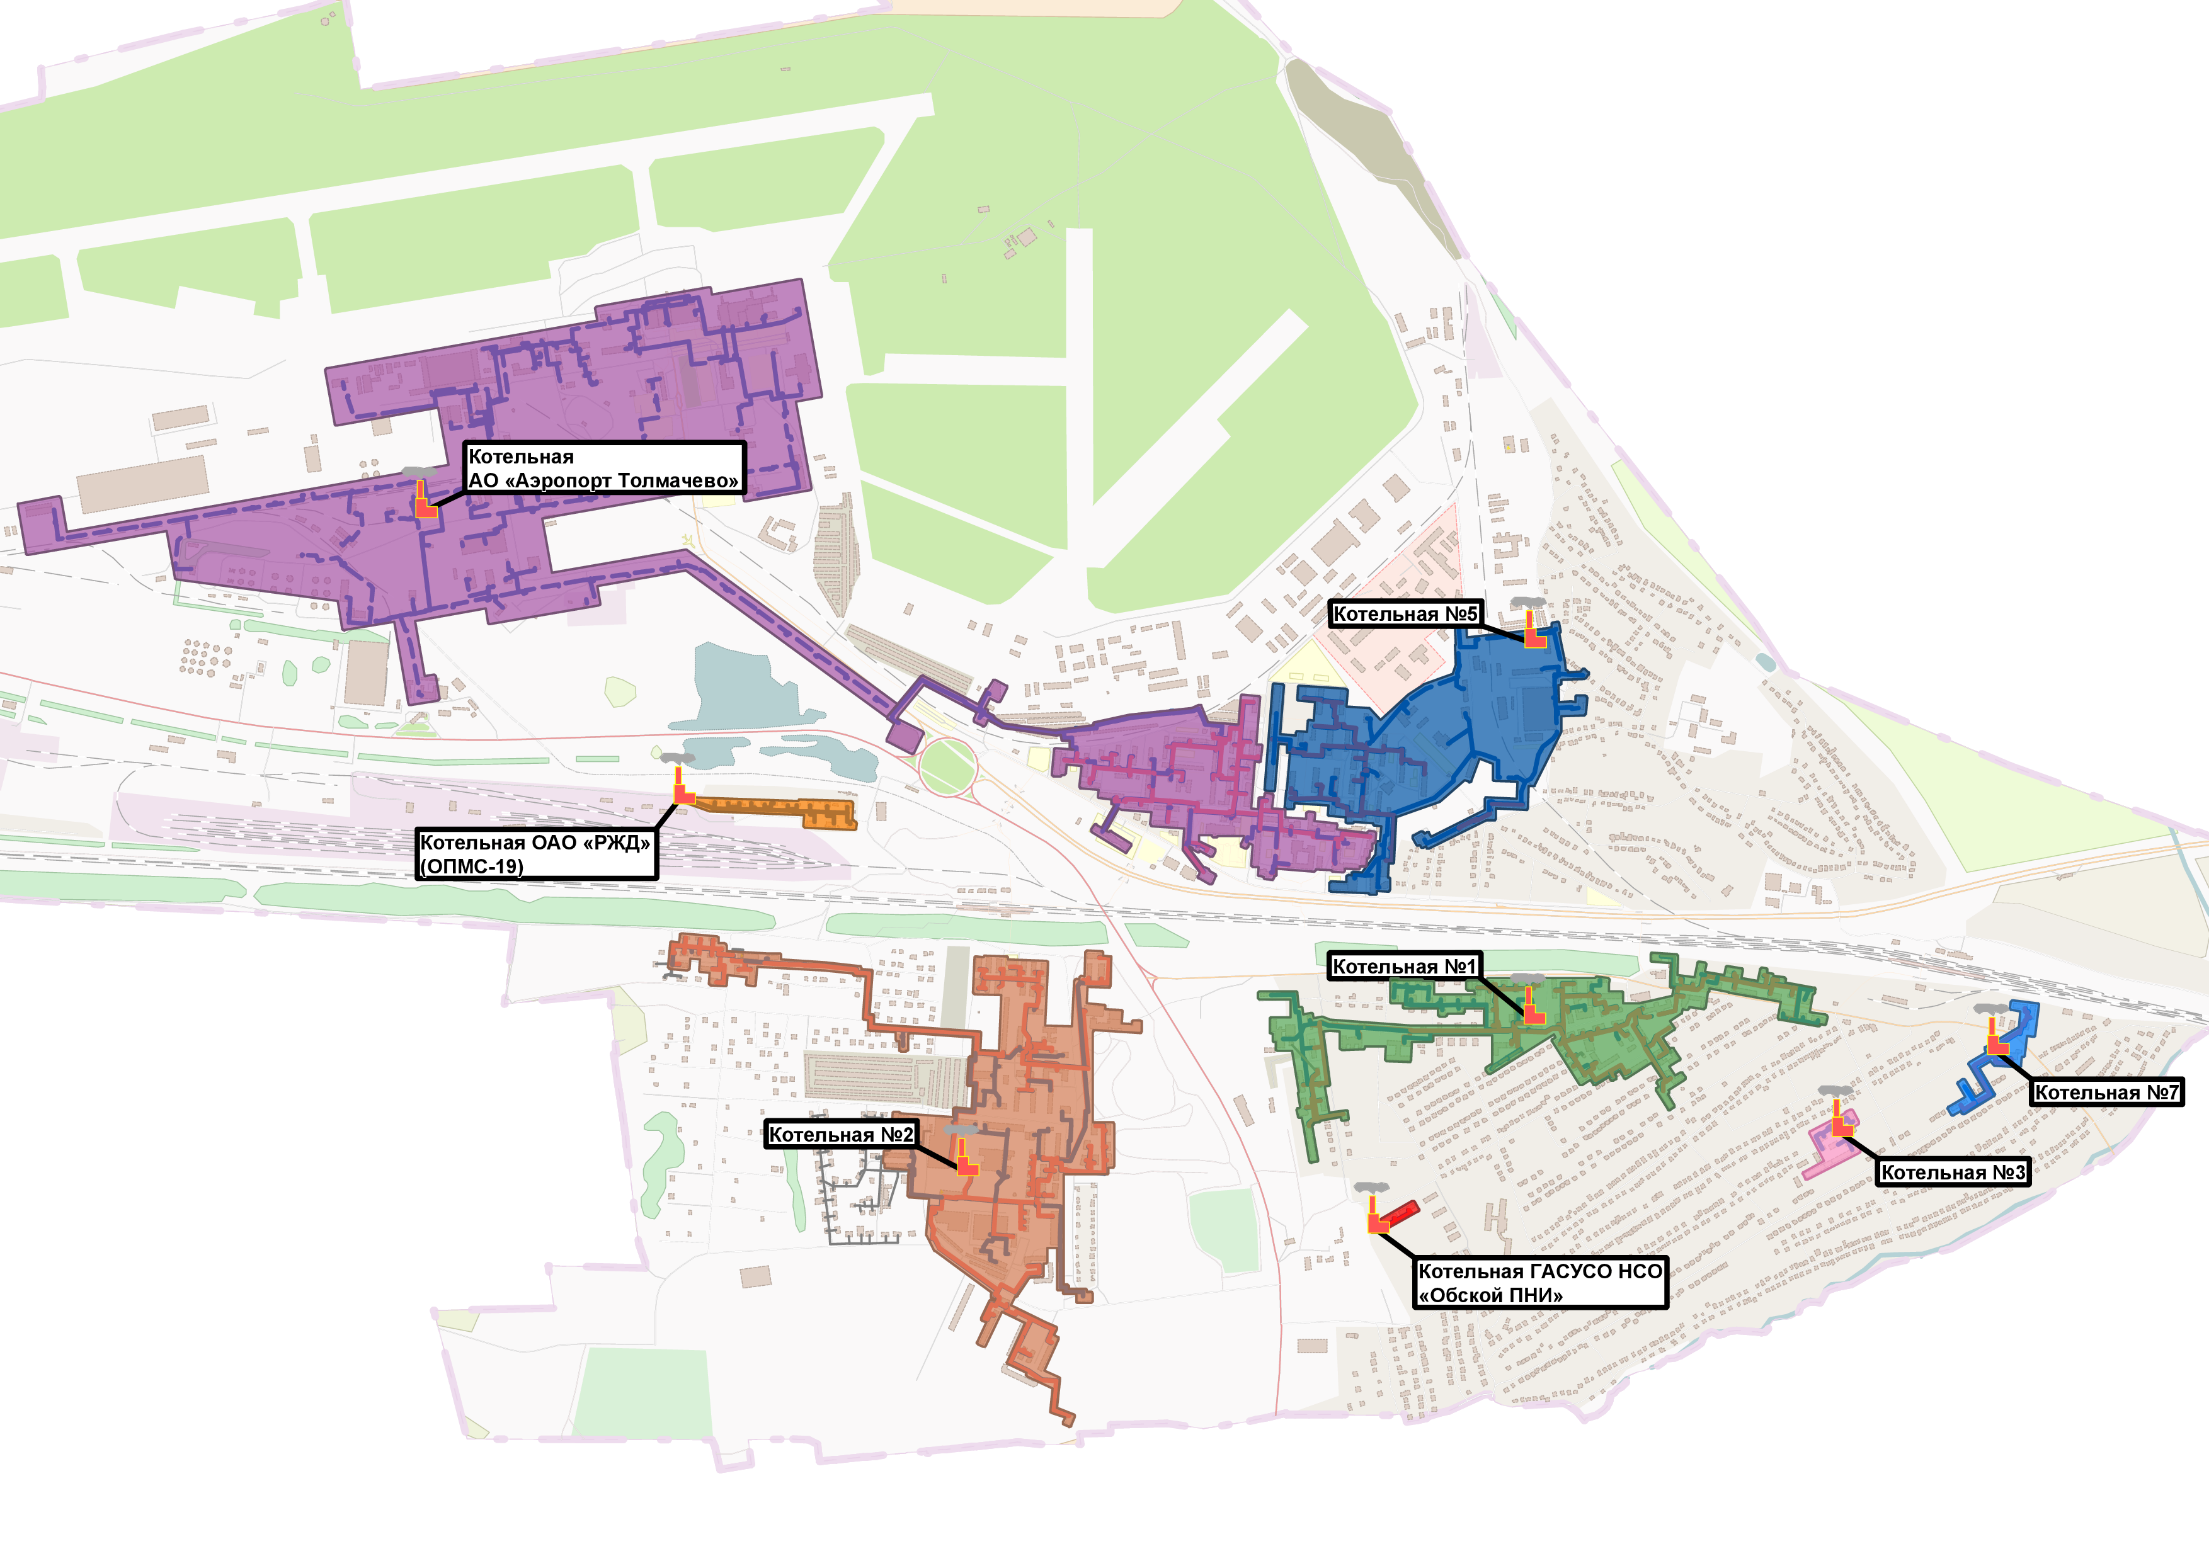 Котельная
АО «Аэропорт Толмачево»
Котельная №5
Котельная ОАО «РЖД»
(ОПМС-19)
Котельная №1
Котельная №7
Котельная №2
Котельная №3
Котельная ГАСУСО НСО
«Обской ПНИ»